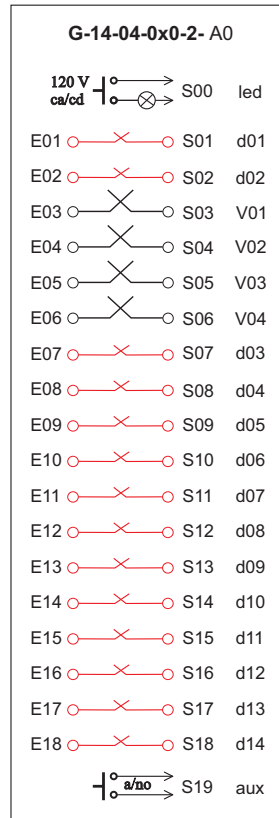 G-14-04-0x0-2- A0
120 V
ca/cd
S00 led
E01 S01 d01
E02 S02 d02
E03 S03 V01
E04 S04 V02
E05 S05 V03
E06 S06 V04
E07 S07 d03
E08 S08 d04
E09 S09 d05
E10 S10 d06
E11 S11 d07
E12 S12 d08
E13 S13 d09
E14 S14 d10
E15 S15 d11
E16 S16 d12
E17 S17 d13
E18 S18 d14
a/no S19 aux